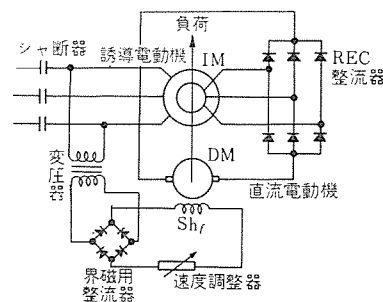 負荷
シャ断器
誘導電動機 IM
REC
整流器
変圧器
DM
直流電動機
Shf
界磁用
整流器
速度調整器